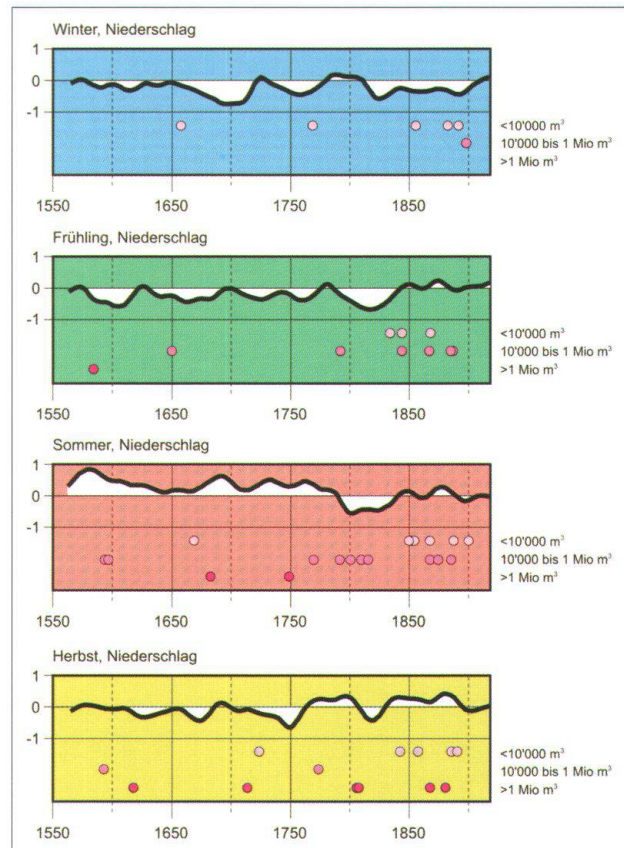 Winter, Niederschlag
1
0
-1
<10'000 m³
10'000 bis 1 Mio m³
>1 Mio m³
1550 1650 1750 1850
Frühling, Niederschlag
1
0
-1
<10'000 m³
10'000 bis 1 Mio m³
>1 Mio m³
1550 1650 1750 1850
Sommer, Niederschlag
1
0
-1
<10'000 m³
10'000 bis 1 Mio m³
>1 Mio m³
1550 1650 1750 1850
Herbst, Niederschlag
1
0
-1
<10'000 m³
10'000 bis 1 Mio m³
>1 Mio m³
1550 1650 1750 1850